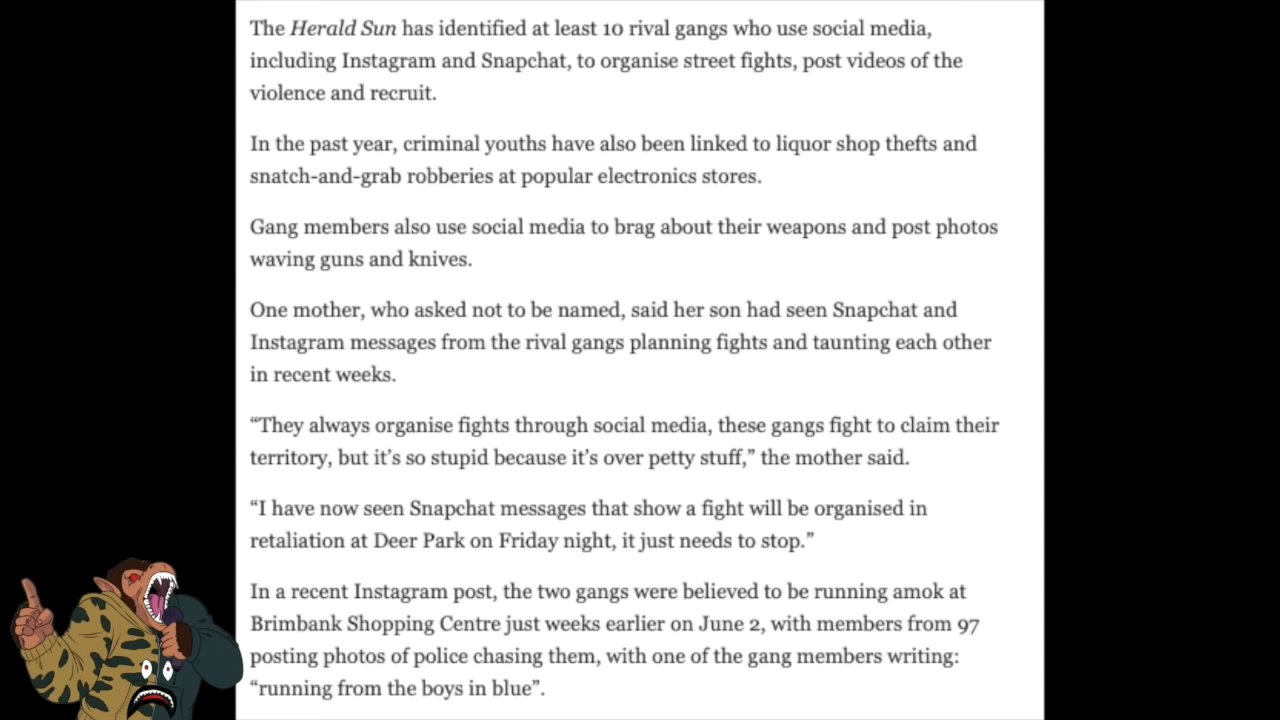 The Herald Sun has identified at least 10 rival gangs who use social media,
including Instagram and Snapchat, to organise street fights, post videos of the
violence and recruit.
In the past year, criminal youths have also been linked to liquor shop thefts and
snatch-and-grab robberies at popular electronics stores.
Gang members also use social media to brag about their weapons and post photos
waving guns and knives.
One mother, who asked not to be named, said her son had seen Snapchat and
Instagram messages from the rival gangs planning fights and taunting each other
in recent weeks.
“They always organise fights through social media, these gangs fight to claim their
territory, but it’s so stupid because it’s over petty stuff,” the mother said.
“I have now seen Snapchat messages that show a fight will be organised in
retaliation at Deer Park on Friday night, it just needs to stop.”
In a recent Instagram post, the two gangs were believed to be running amok at
Brimbank Shopping Centre just weeks earlier on June 2, with members from 97
posting photos of police chasing them, with one of the gang members writing:
“running from the boys in blue”.